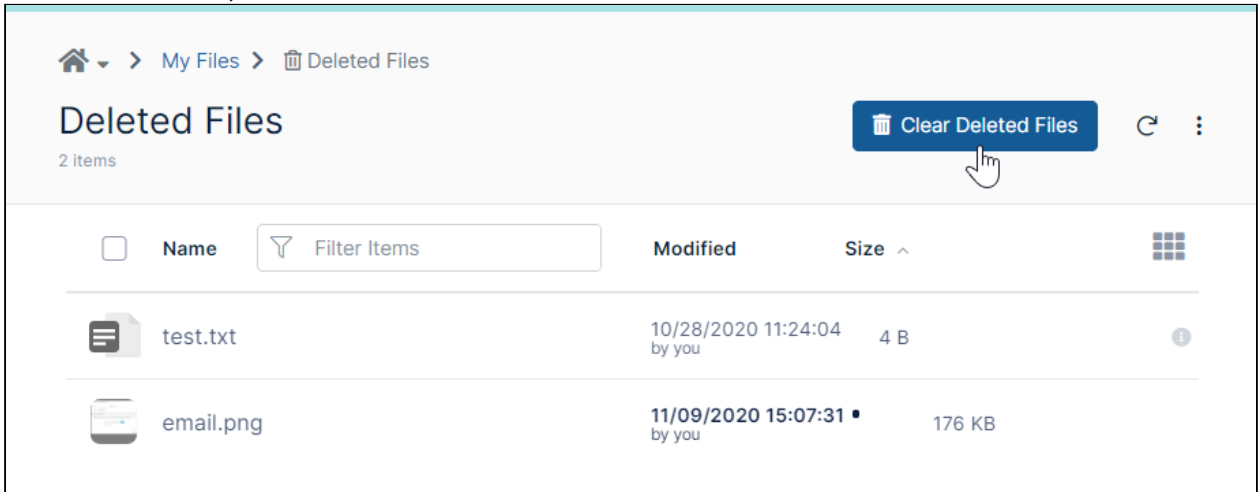 My Files Deleted Files
Deleted Files
Clear Deleted Files
2 items
Name Filter Items Modified Size
test.txt 10/28/2020 11:24:04 4 B
by you
email.png 11/09/2020 15:07:31 176 KB
by you